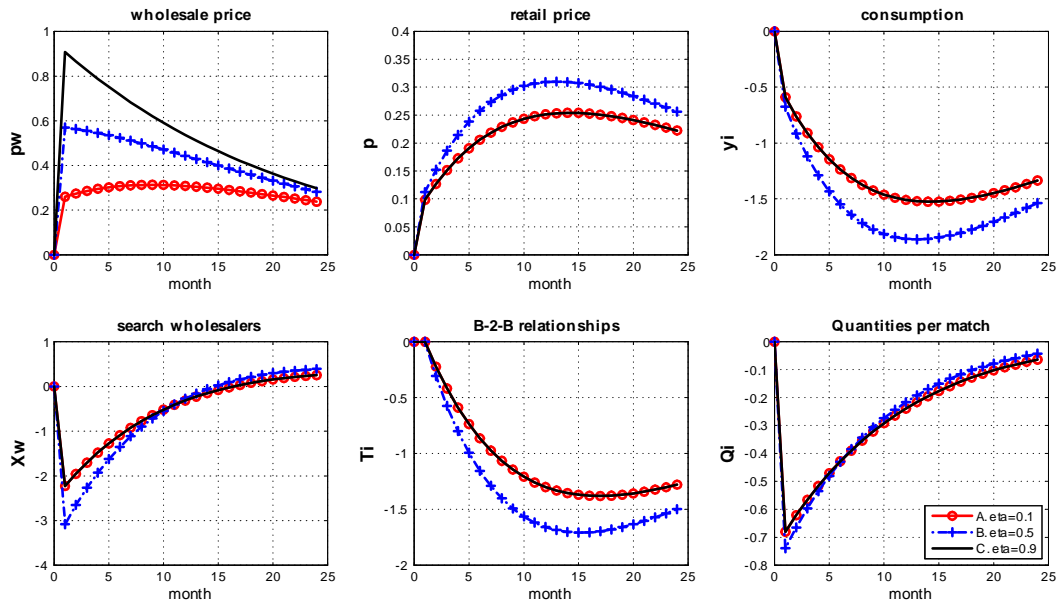 wholesale price
retail price
consumption
1
0.8
0.6
0.4
0.2
0
pw
0 5 10 15 20 25
month
0.4
0.35
0.3
0.25
0.2
0.15
0.1
0.05
0
p
0 5 10 15 20 25
month
0
-0.5
-1
-1.5
-2
yi
0 5 10 15 20 25
month
search wholesalers
B-2-B relationships
Quantities per match
1
0
-1
-2
-3
-4
Xw
0 5 10 15 20 25
month
0
-0.5
-1
-1.5
-2
Ti
0 5 10 15 20 25
month
0
-0.1
-0.2
-0.3
-0.4
-0.5
-0.6
-0.7
-0.8
Qi
0 5 10 15 20 25
month
A. eta=0.1
B. eta=0.5
C. eta=0.9